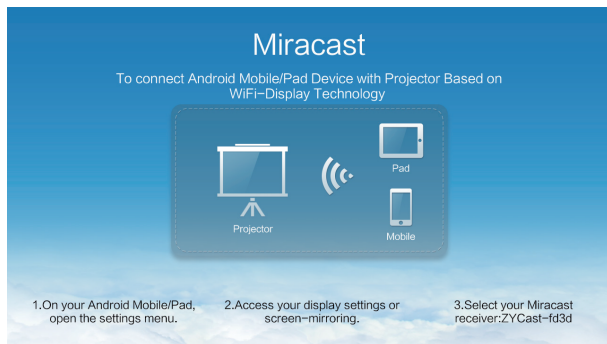 Miracast
To connect Android Mobile/Pad Device with Projector Based on
WiFi-Display Technology
Pad
Projector
Mobile
1.On your Android Mobile/Pad,
open the settings menu.
2.Access your display settings or
screen-mirroring.
3.Select your Miracast
receiver:ZYCast-fd3d